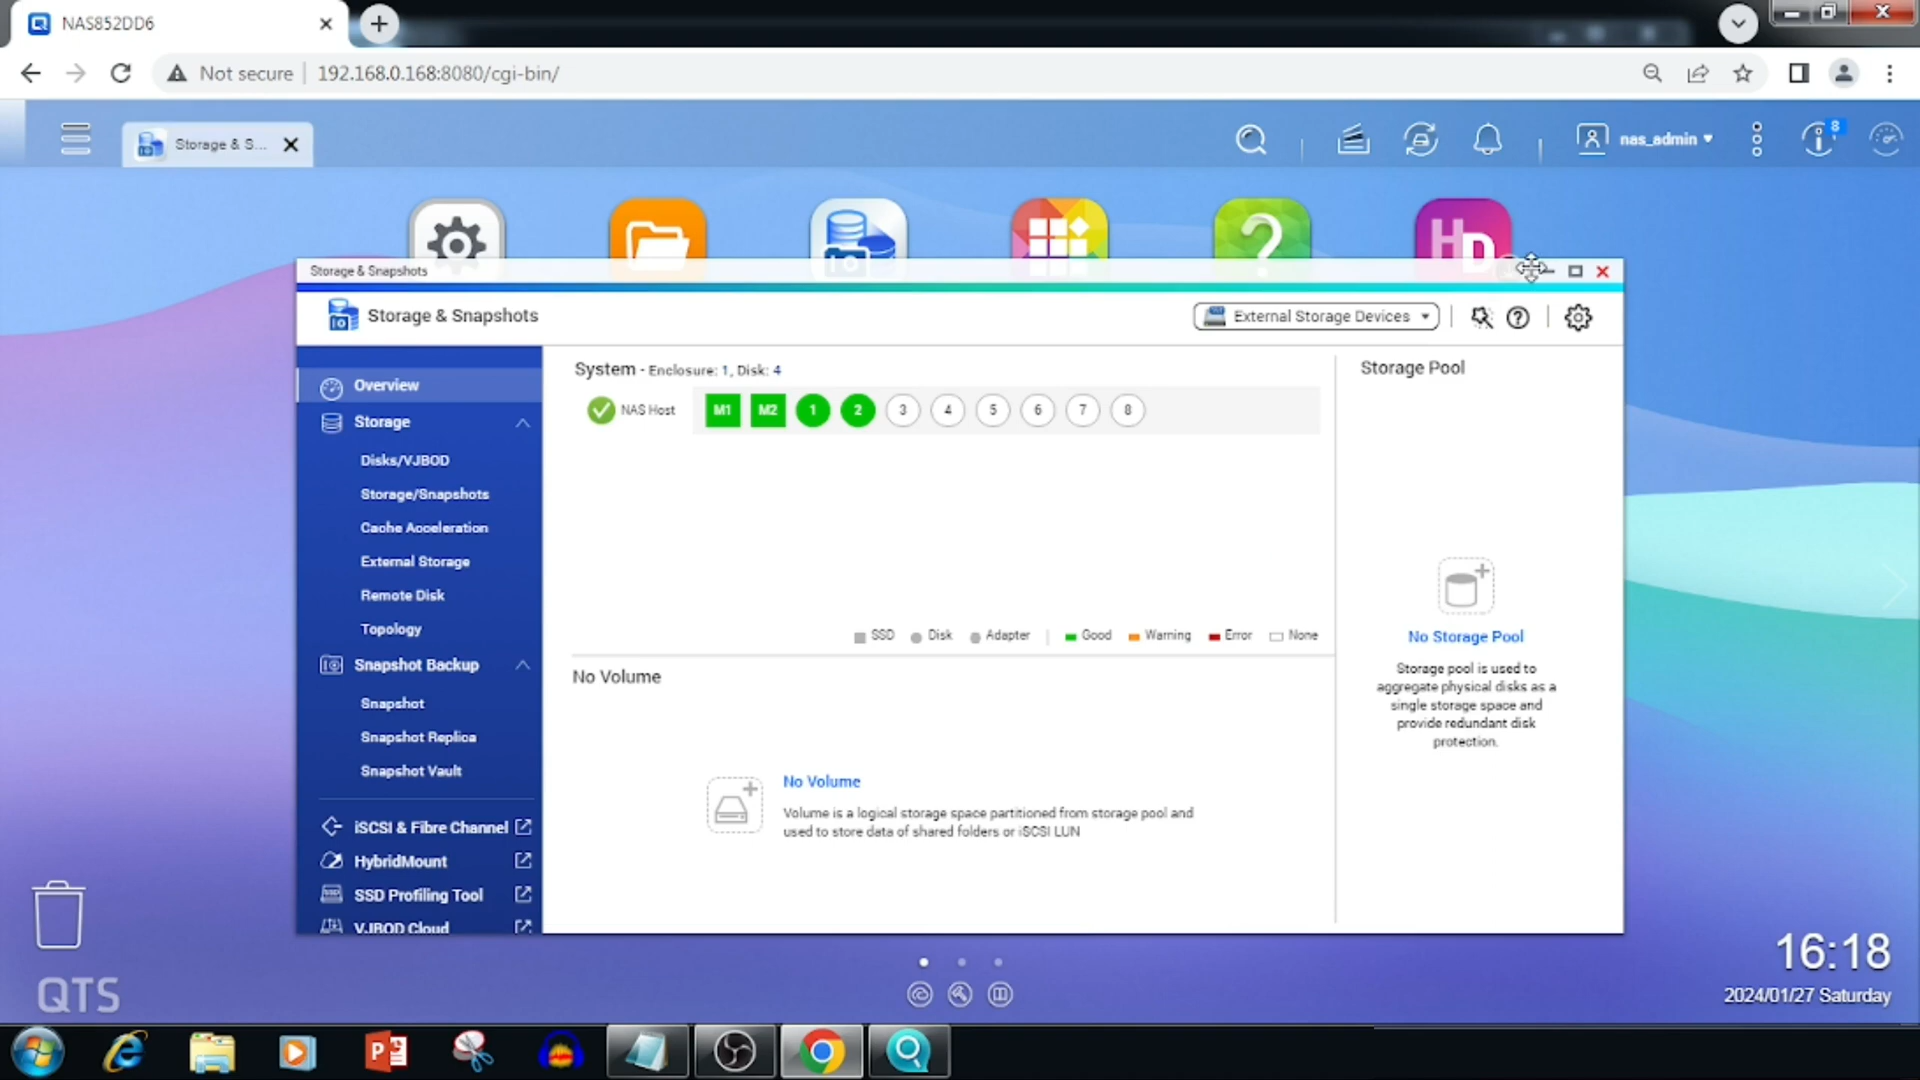 NAS852DD6
Not secure
192.168.0.168:8080/cgi-bin/
Storage & S...
nas_admin
8
HD
Storage & Snapshots
Storage & Snapshots
External Storage Devices
Overview
Storage
Disks/VJBOD
Storage/Snapshots
Cache Acceleration
External Storage
Remote Disk
Topology
Snapshot Backup
Snapshot
Snapshot Replica
Snapshot Vault
iSCSI & Fibre Channel
HybridMount
SSD Profiling Tool
VJBOD Cloud
System - Enclosure: 1, Disk: 4
NAS Host
M1 M2 1 2 3 4 5 6 7 8
SSD Disk Adapter Good Warning Error None
No Volume
No Volume
Volume is a logical storage space partitioned from storage pool and
used to store data of shared folders or iSCSI LUN
Storage Pool
No Storage Pool
Storage pool is used to
aggregate physical disks as a
single storage space and
provide redundant disk
protection.
QTS
16:18
2024/01/27 Saturday